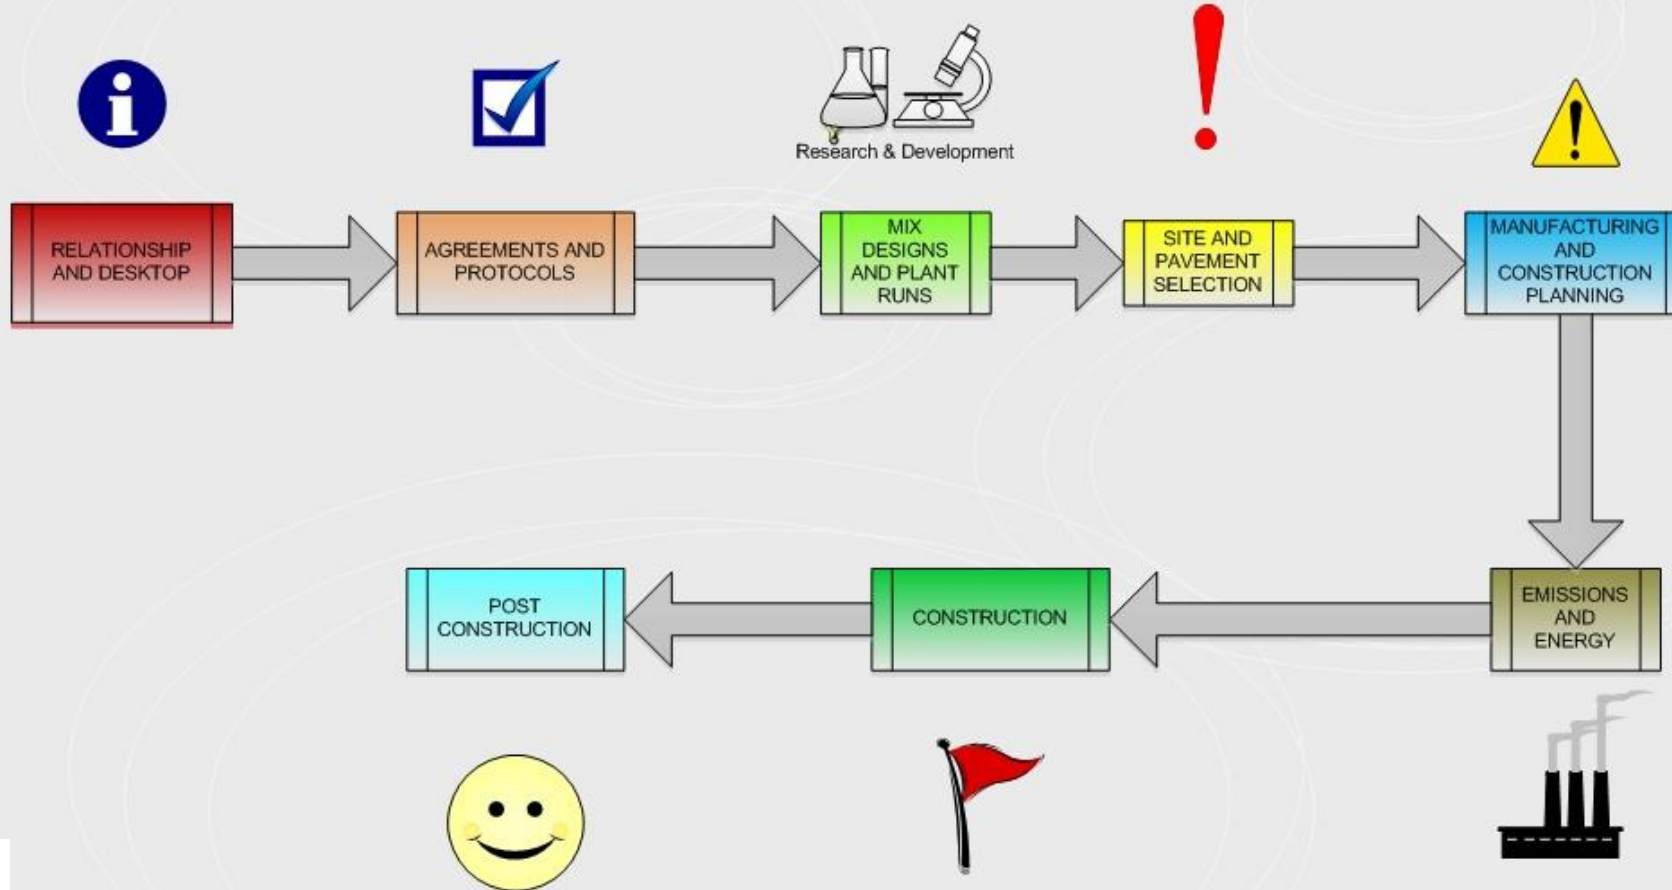 Research & Development
RELATIONSHIP
AND DESKTOP
AGREEMENTS AND
PROTOCOLS
MIX
DESIGNS
AND PLANT
RUNS
SITE AND
PAVEMENT
SELECTION
MANUFACTURING
AND
CONSTRUCTION
PLANNING
EMISSIONS
AND
ENERGY
CONSTRUCTION
POST
CONSTRUCTION